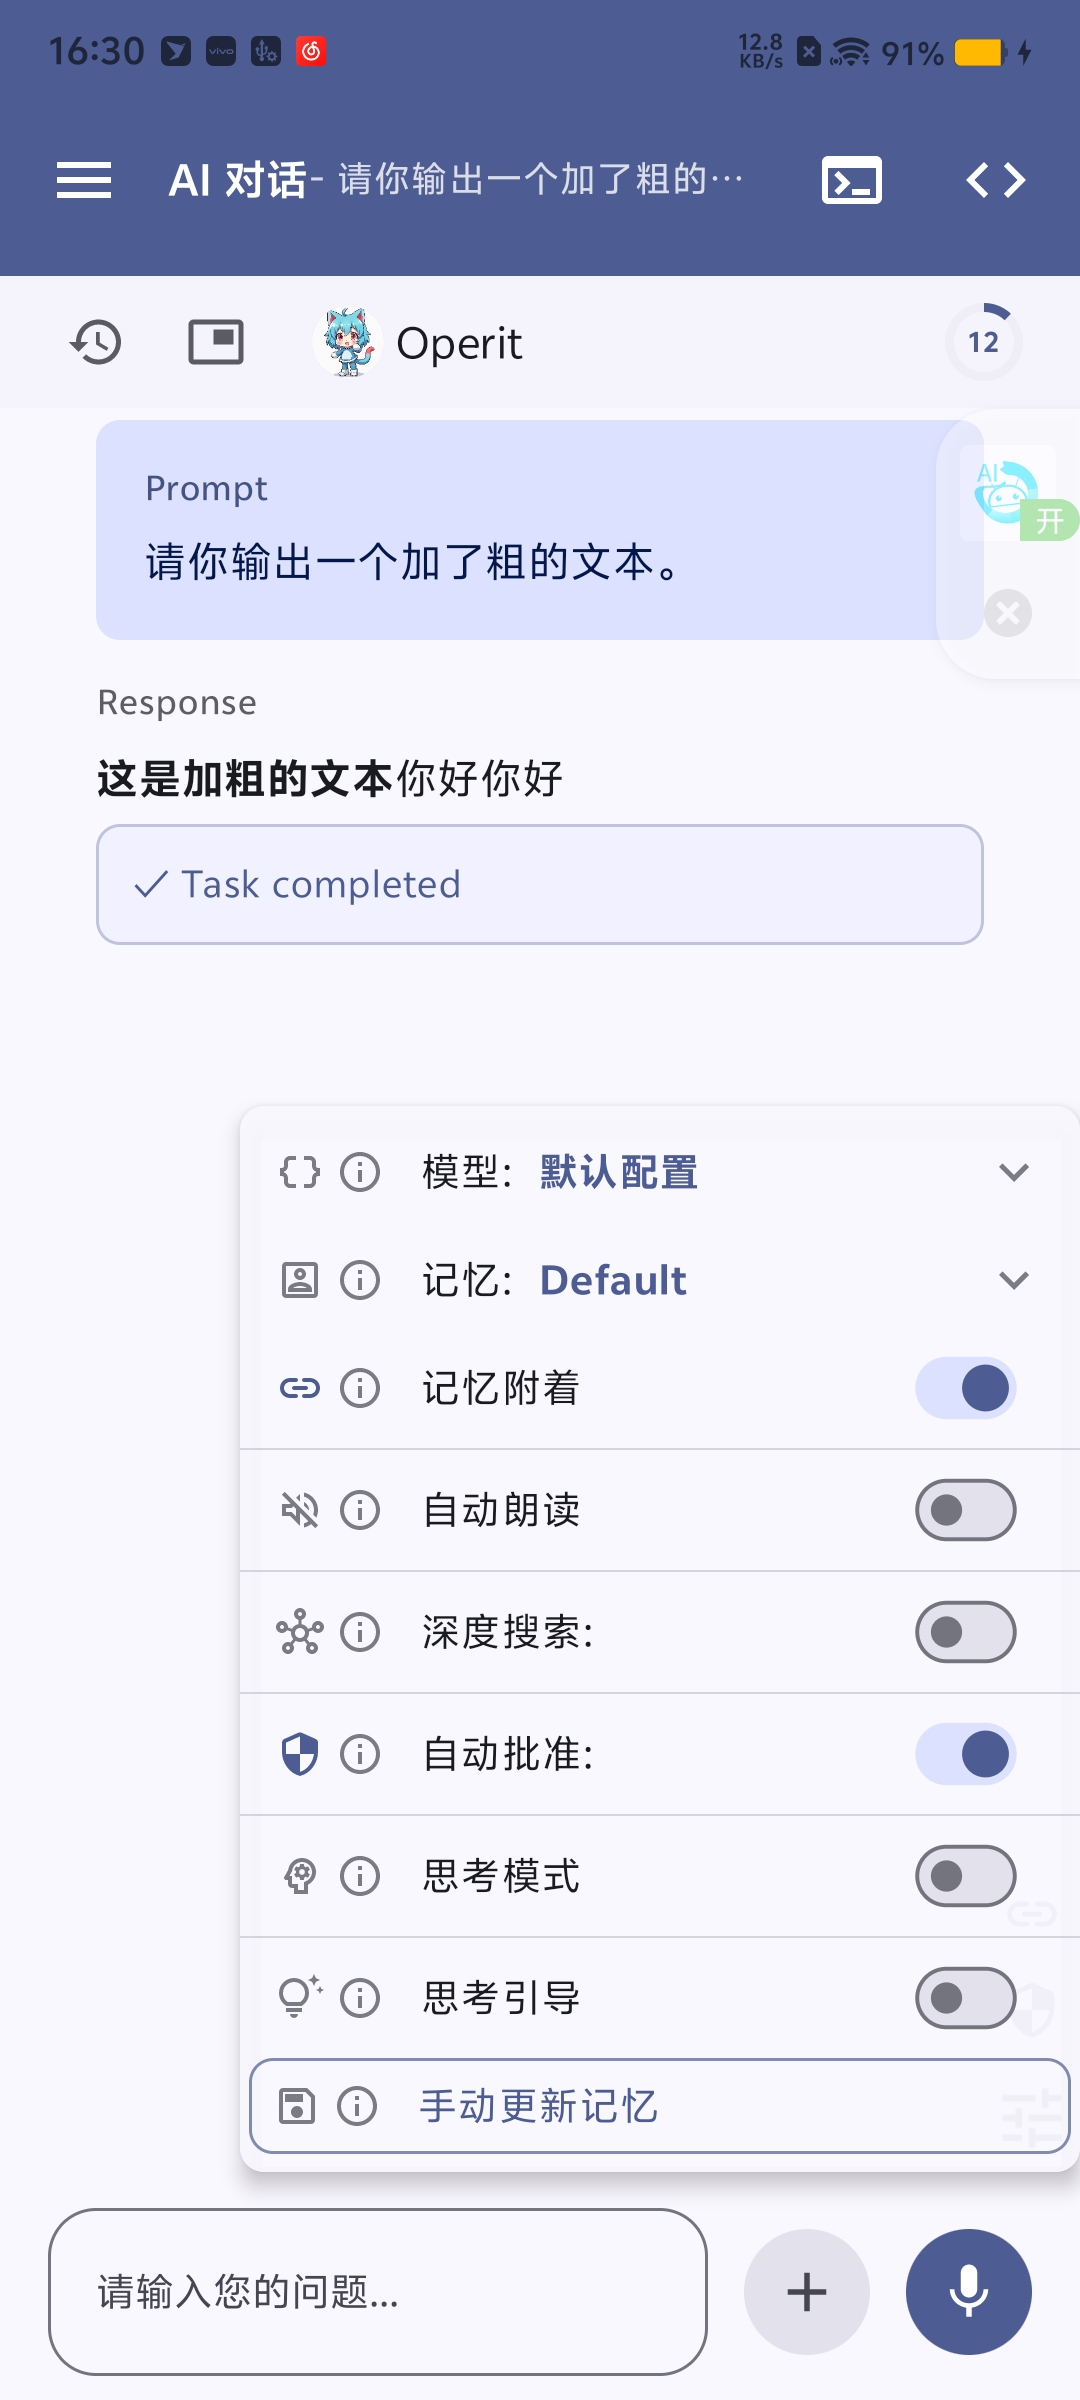 16:30
vivo
12.8
KB/s
91%
AI 对话- 请你输出一个加了粗的…
Operit
12
Prompt
请你输出一个加了粗的文本。
AI
开
Response
这是加粗的文本你好你好
Task completed
模型: 默认配置
记忆: Default
记忆附着
自动朗读
深度搜索:
自动批准:
思考模式
思考引导
手动更新记忆
请输入您的问题...